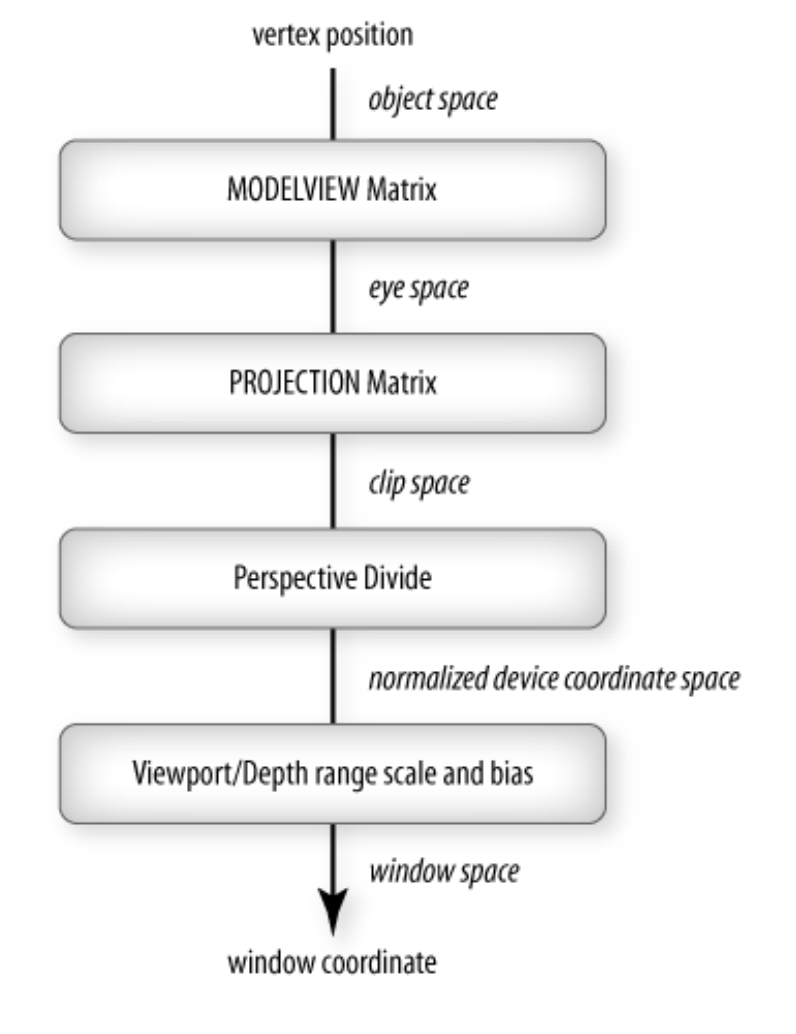 vertex position
object space
MODELVIEW Matrix
eye space
PROJECTION Matrix
clip space
Perspective Divide
normalized device coordinate space
Viewport/Depth range scale and bias
window space
window coordinate